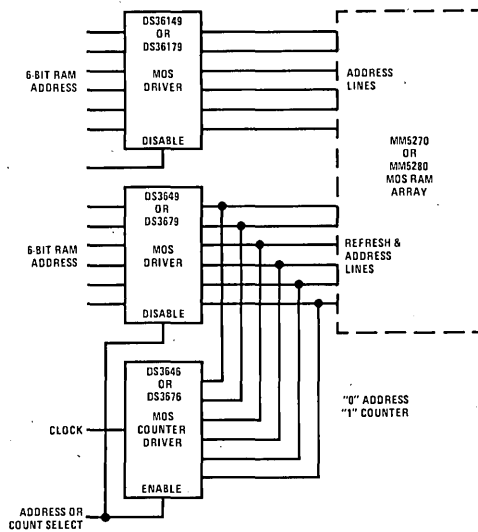 DS36149
OR
DS36179
6-BIT RAM
ADDRESS
MOS
DRIVER
DISABLE
ADDRESS
LINES
MM5270
OR
MM5280
MOS RAM
ARRAY
DS3649
OR
DS3679
6-BIT RAM
ADDRESS
MOS
DRIVER
DISABLE
REFRESH &
ADDRESS
LINES
DS3646
OR
DS3676
MOS
COUNTER
DRIVER
ENABLE
CLOCK
"0" ADDRESS
"1" COUNTER
ADDRESS OR
COUNT SELECT